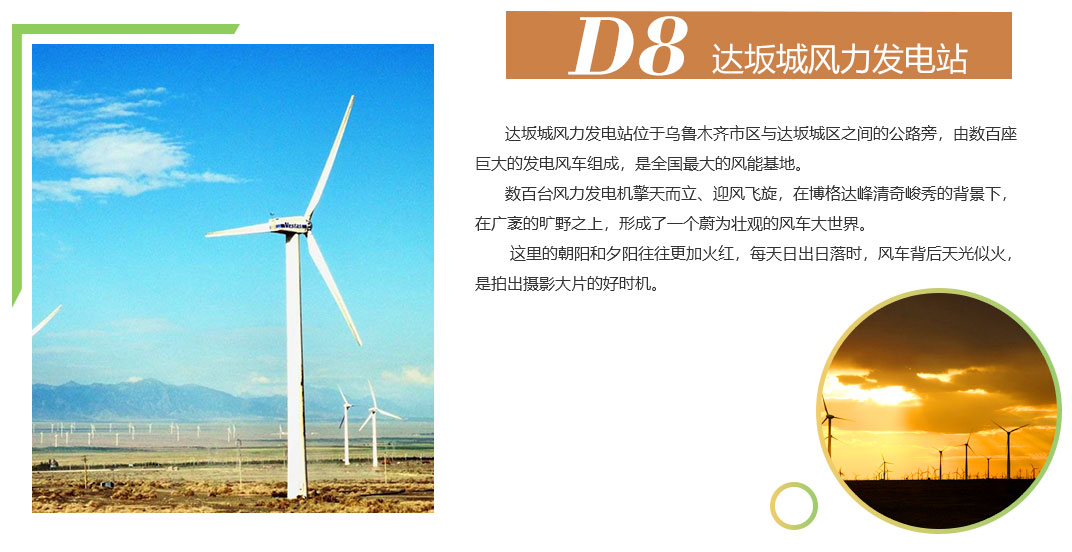 D8 达坂城风力发电站
达坂城风力发电站位于乌鲁木齐市区与达坂城区之间的公路旁，由数百座
巨大的发电风车组成，是全国最大的风能基地。
数百台风力发电机擎天而立、迎风飞旋，在博格达峰清奇峻秀的背景下，
在广袤的旷野之上，形成了一个蔚为壮观的风车大世界。
这里的朝阳和夕阳往往更加火红，每天日出日落时，风车背后天光似火，
是拍出摄影大片的好时机。
Vestas